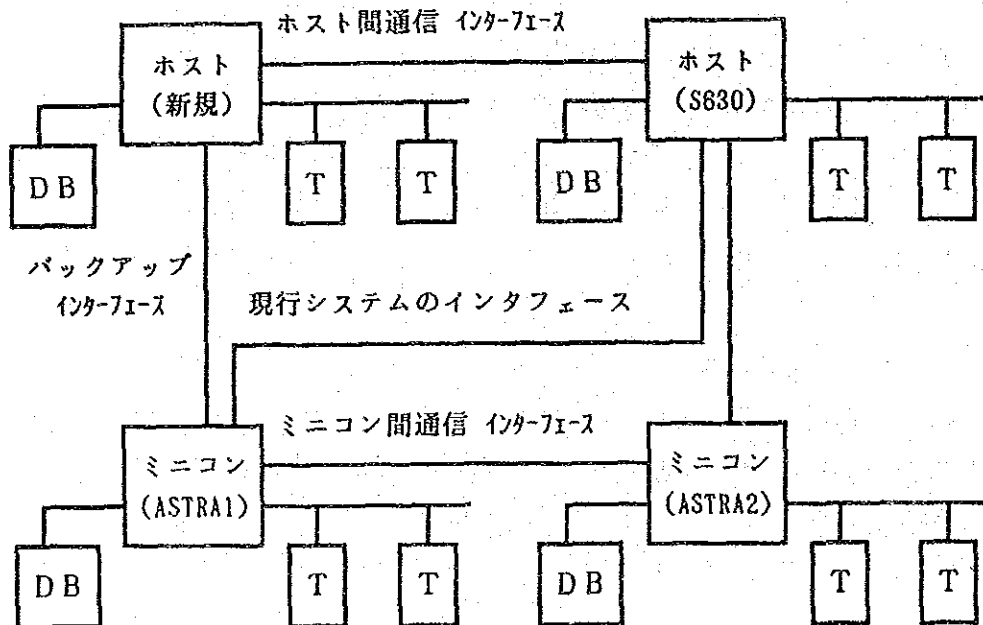 ホスト間通信 インターフェース
ホスト
(新規)
ホスト
(S630)
DB
T
T
DB
T
T
バックアップ
インターフェース
現行システムのインタフェース
ミニコン間通信 インターフェース
ミニコン
(ASTRA1)
ミニコン
(ASTRA2)
DB
T
T
DB
T
T